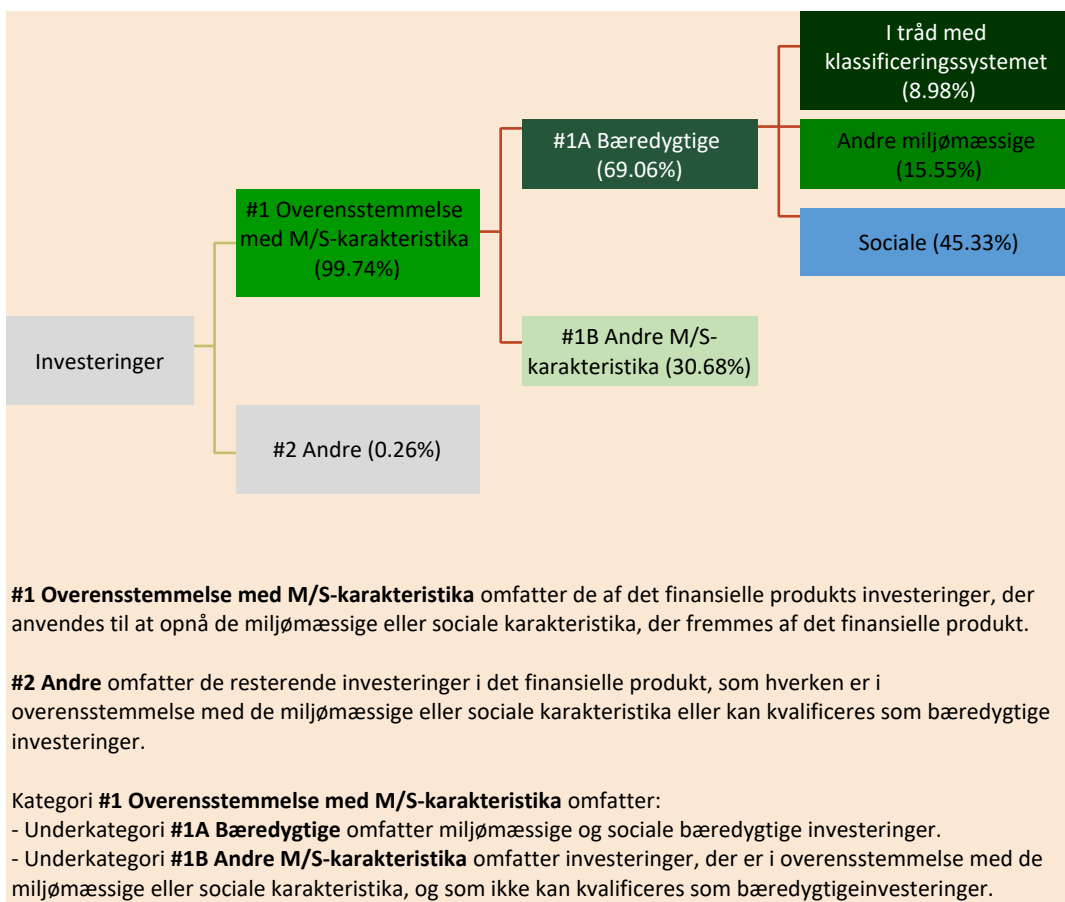 I tråd med
klassificeringssystemet
(8.98%)
#1A Bæredygtige
(69.06%)
Andre miljømæssige
(15.55%)
#1 Overensstemmelse
med M/S-karakteristika
(99.74%)
Sociale (45.33%)
Investeringer
#1B Andre M/S-
karakteristika (30.68%)
#2 Andre (0.26%)
#1 Overensstemmelse med M/S-karakteristika omfatter de af det finansielle produkts investeringer, der
anvendes til at opnå de miljømæssige eller sociale karakteristika, der fremmes af det finansielle produkt.
#2 Andre omfatter de resterende investeringer i det finansielle produkt, som hverken er i
overensstemmelse med de miljømæssige eller sociale karakteristika eller kan kvalificeres som bæredygtige
investeringer.
Kategori #1 Overensstemmelse med M/S-karakteristika omfatter:
- Underkategori #1A Bæredygtige omfatter miljømæssige og sociale bæredygtige investeringer.
- Underkategori #1B Andre M/S-karakteristika omfatter investeringer, der er i overensstemmelse med de
miljømæssige eller sociale karakteristika, og som ikke kan kvalificeres som bæredygtigeinvesteringer.